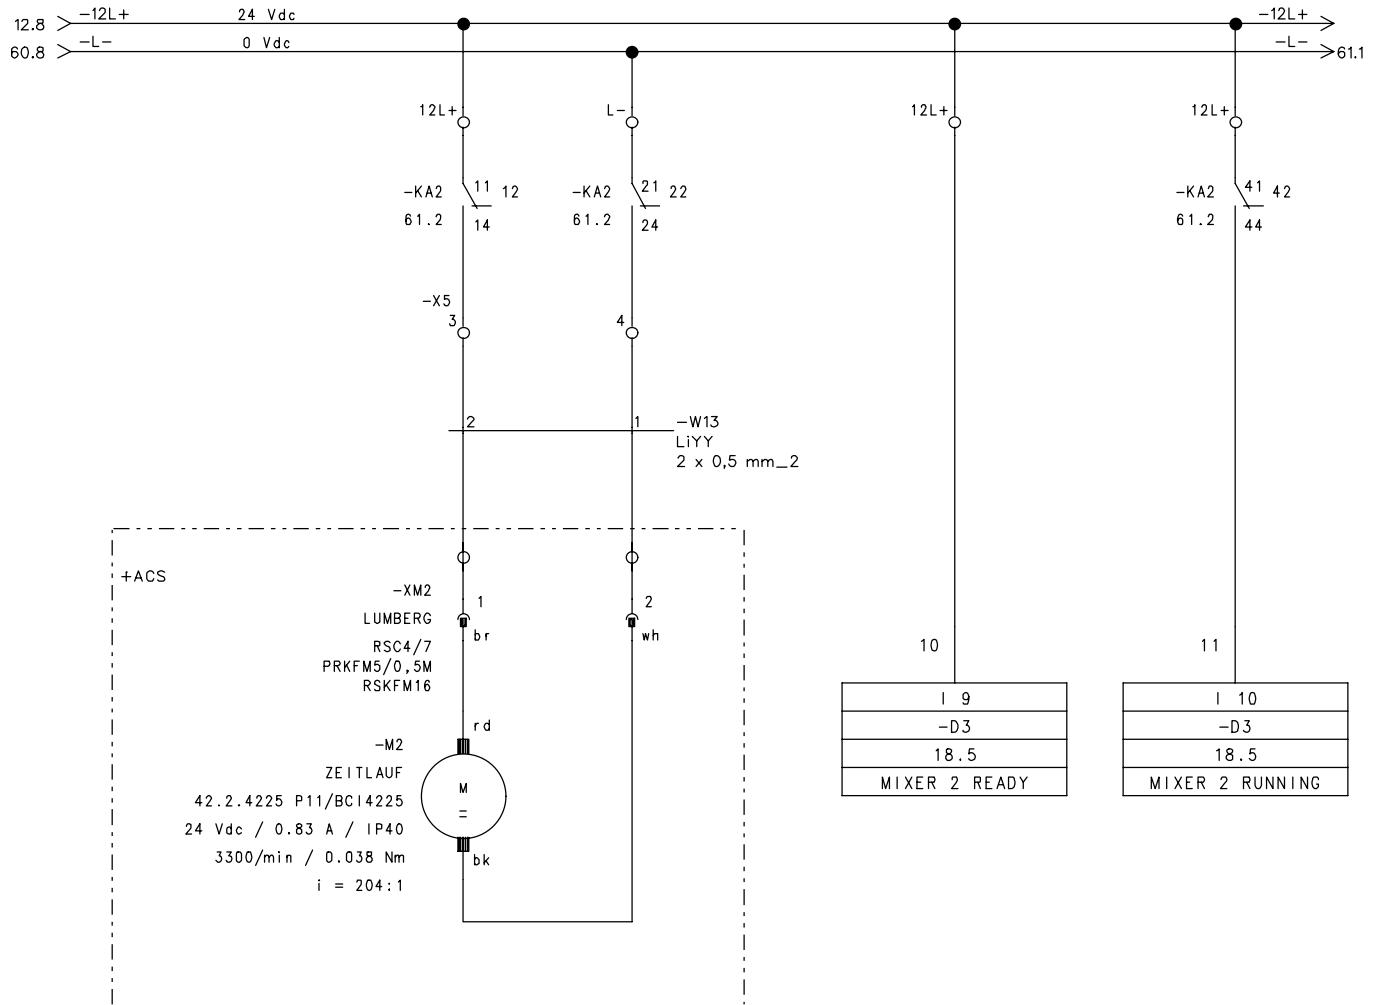 12.8 -12L+ 24 Vdc -12L+
60.8 -L- 0 Vdc -L- 61.1
12L+ L- 12L+ 12L+
-KA2 11 12 -KA2 21 22 -KA2 41 42
61.2 14 61.2 24 61.2 44
-X5
3 4
2 1 -W13
LiYY
2 x 0,5 mm_2
+ACS
-XM2 1 2
LUMBERG
br wh
RSC4/7
PRKFM5/0,5M
RSKFM16
10 11
I 9 I 10
-D3 -D3
18.5 18.5
MIXER 2 READY MIXER 2 RUNNING
rd
-M2
ZEITLAUF
M
=
42.2.4225 P11/BCI4225
24 Vdc / 0.83 A / IP40
3300/min / 0.038 Nm
bk
i = 204:1